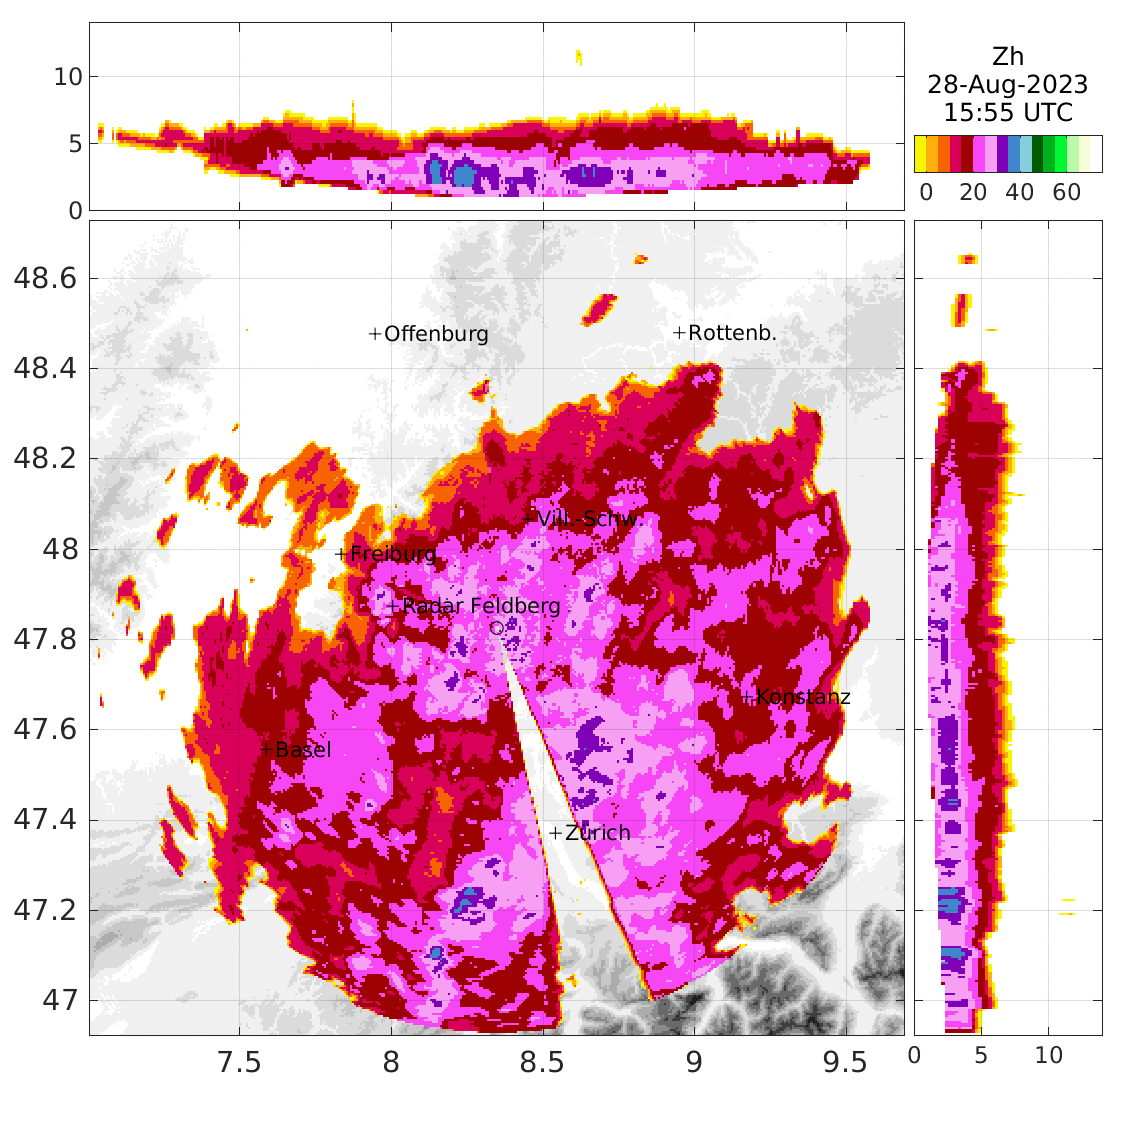 10
5
0
Zh
28-Aug-2023
15:55 UTC
0 20 40 60
48.6
48.4
48.2
48
47.8
47.6
47.4
47.2
47
+Offenburg
+Rottenb.
+Vill.-Schw.
+Freiburg
+Radar Feldberg
+Konstanz
+Basel
+Zürich
7.5 8 8.5 9 9.5
0 5 10